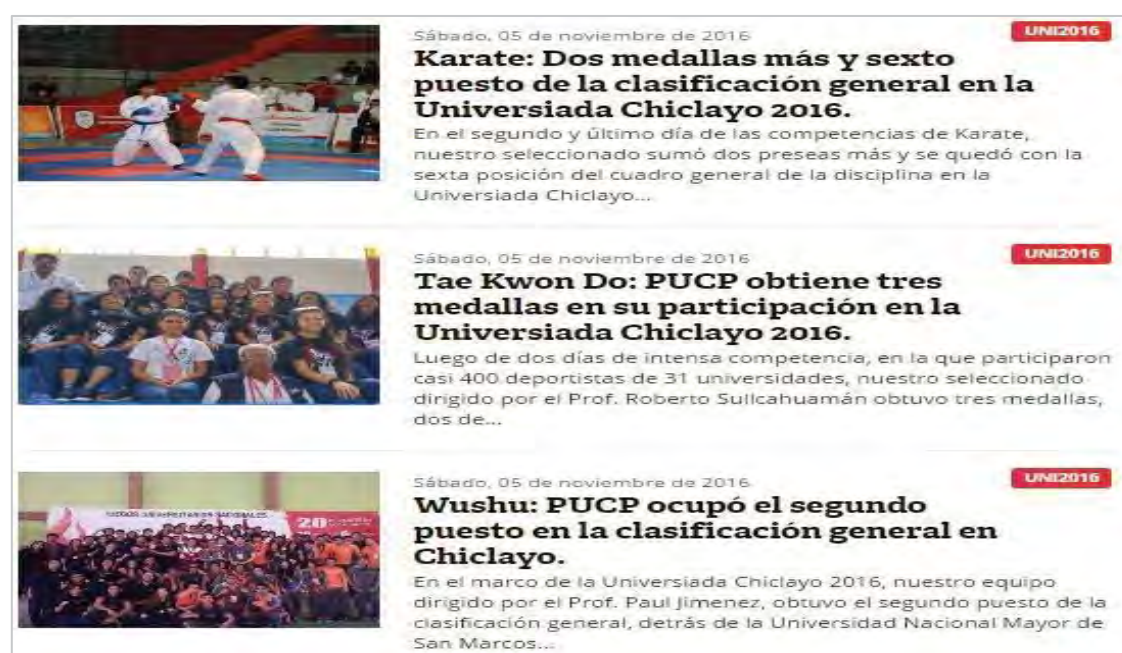 Sábado, 05 de noviembre de 2016
UNI2016
Karate: Dos medallas más y sexto
puesto de la clasificación general en la
Universiada Chiclayo 2016.
En el segundo y último día de las competencias de Karate,
nuestro seleccionado sumó dos preseas más y se quedó con la
sexta posición del cuadro general de la disciplina en la
Universiada Chiclayo...
Sábado, 05 de noviembre de 2016
UNI2016
Tae Kwon Do: PUCP obtiene tres
medallas en su participación en la
Universiada Chiclayo 2016.
Luego de dos días de intensa competencia, en la que participaron
casi 400 deportistas de 31 universidades, nuestro seleccionado
dirigido por el Prof. Roberto Sullcahuamán obtuvo tres medallas,
dos de...
Sábado, 05 de noviembre de 2016
UNI2016
Wushu: PUCP ocupó el segundo
puesto en la clasificación general en
Chiclayo.
En el marco de la Universiada Chiclayo 2016, nuestro equipo
dirigido por el Prof. Paul Jimenez, obtuvo el segundo puesto de la
clasificación general, detrás de la Universidad Nacional Mayor de
San Marcos...
JUEGOS UNIVERSITARIOS NACIONALES
20